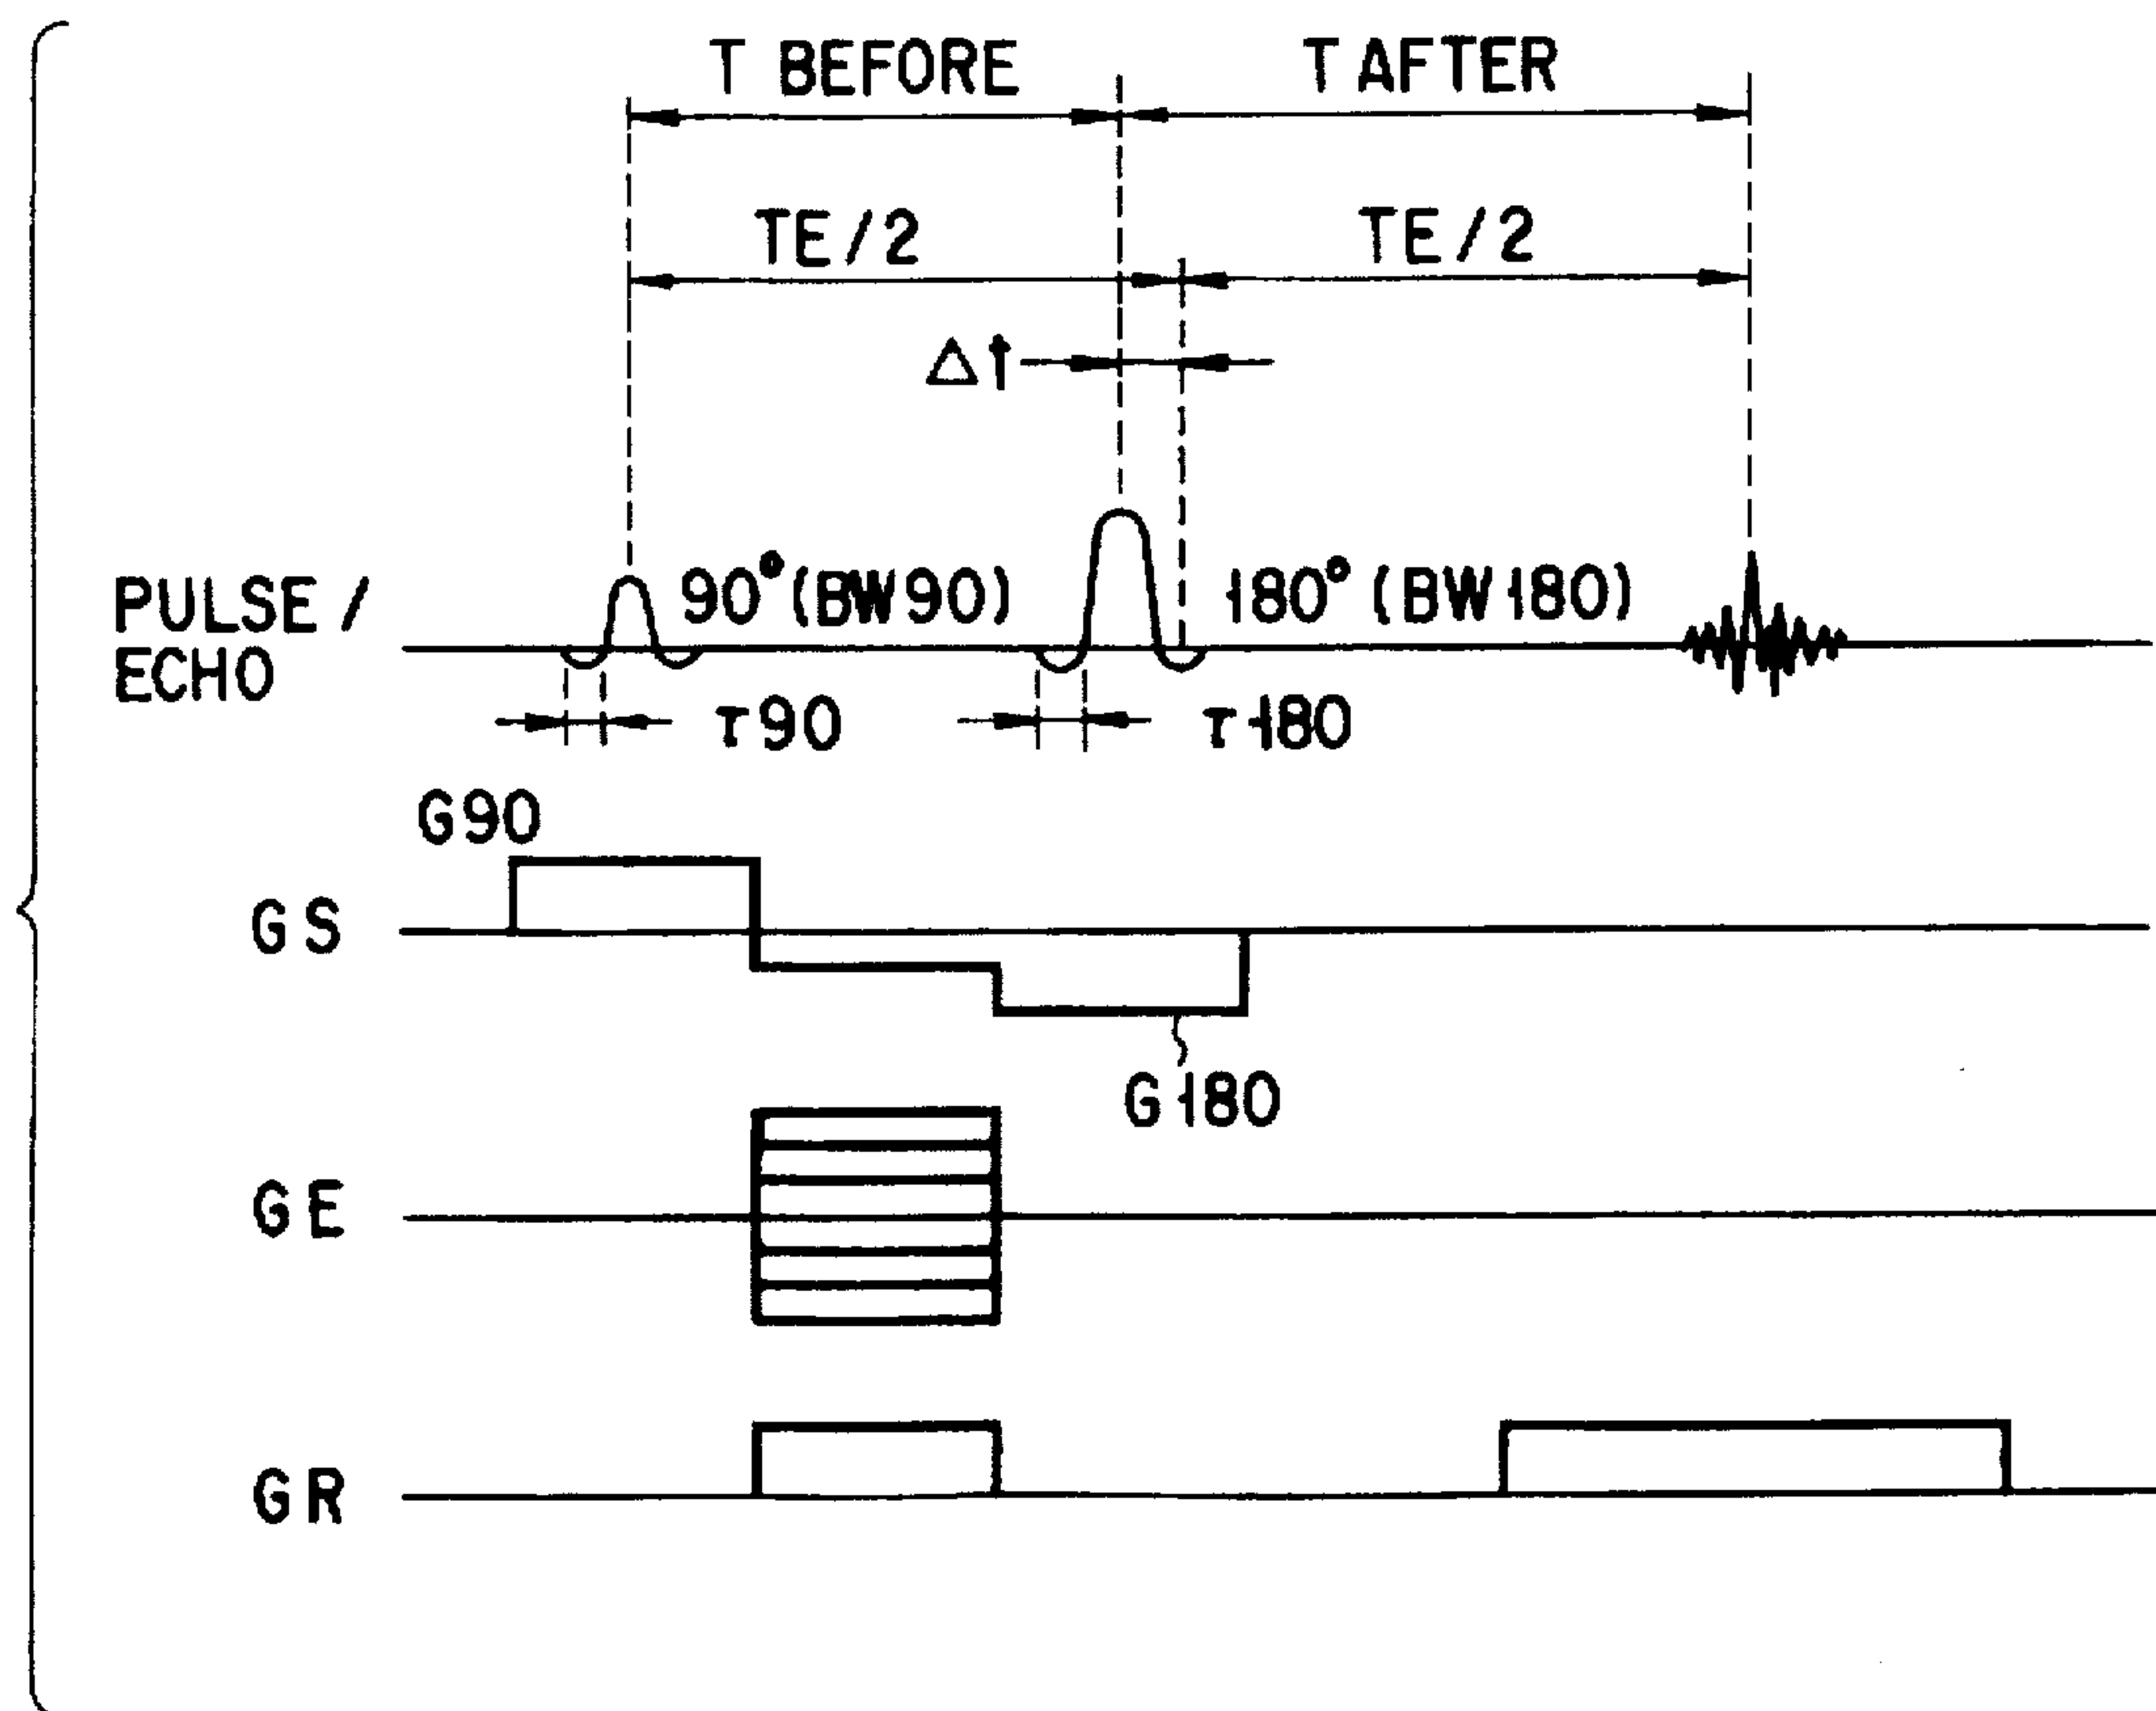 T BEFORE T AFTER
TE/2 TE/2
Δt
PULSE/
ECHO
90°(BW90) 180°(BW180)
τ90 τ180
G90
GS
G180
GE
GR